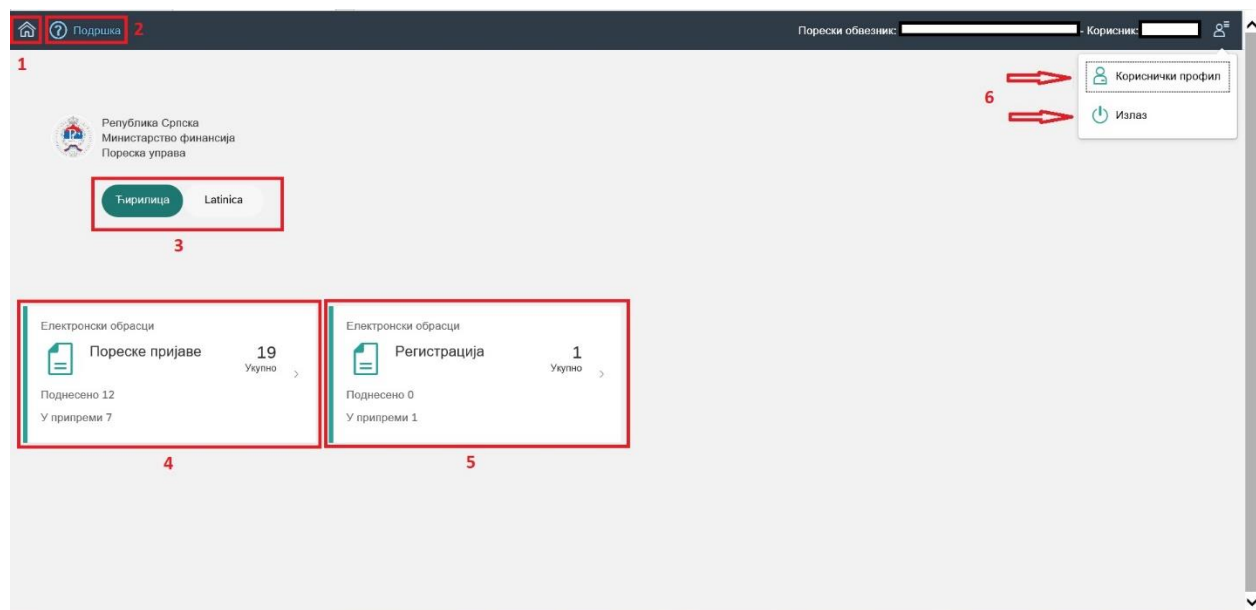 Подршка 2
Порески обвезник: - Корисник:
1
Кориснички профил
6
Излаз
Република Српска
Министарство финансија
Пореска управа
Ћирилица Latinica
3
Електронски обрасци
Пореске пријаве 19
Укупно
Поднесено 12
У припреми 7
4
Електронски обрасци
Регистрација 1
Укупно
Поднесено 0
У припреми 1
5